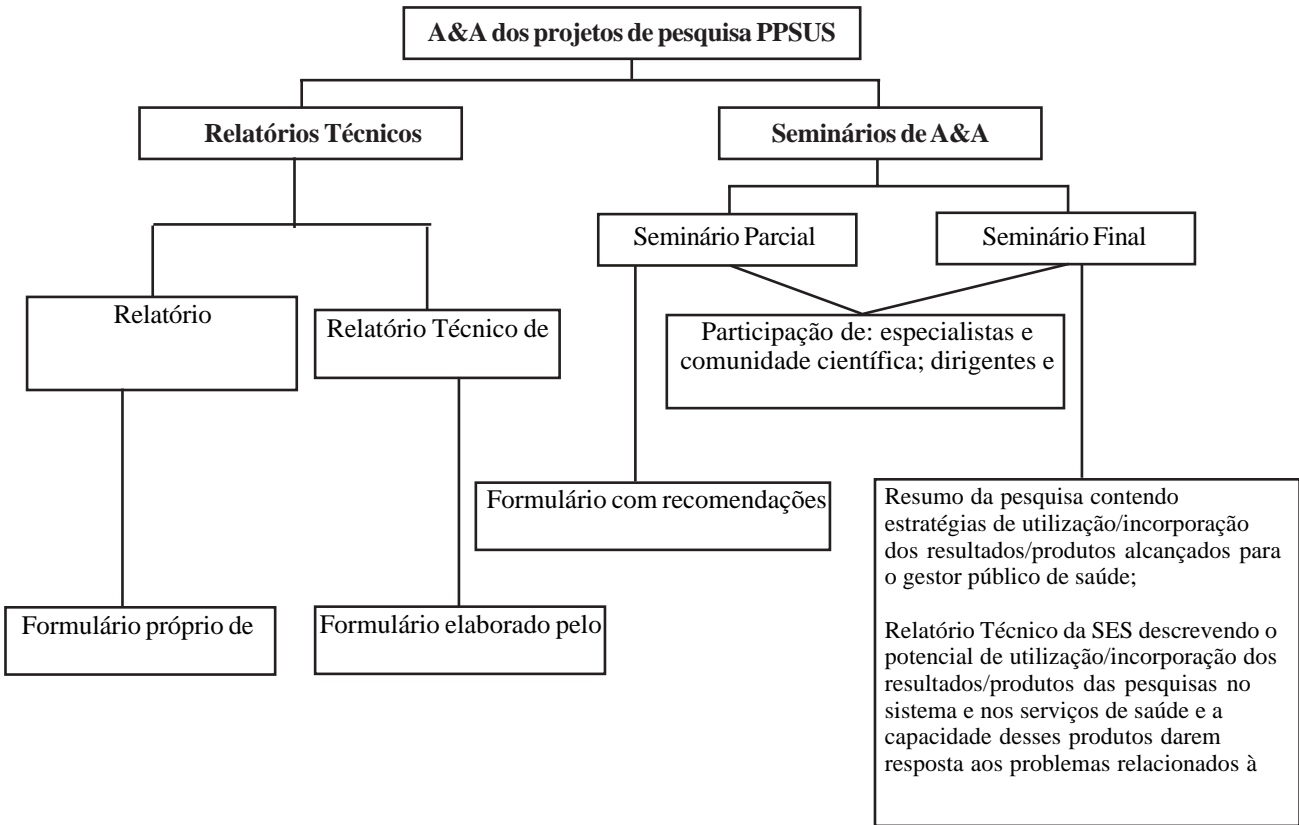 A&A dos projetos de pesquisa PPSUS
Relatórios Técnicos
Seminários de A&A
Seminário Parcial
Seminário Final
Relatório
Relatório Técnico de
Participação de: especialistas e
comunidade científica; dirigentes e
Formulário com recomendações
Resumo da pesquisa contendo
estratégias de utilização/incorporação
dos resultados/produtos alcançados para
o gestor público de saúde;
Relatório Técnico da SES descrevendo o
potencial de utilização/incorporação dos
resultados/produtos das pesquisas no
sistema e nos serviços de saúde e a
capacidade desses produtos darem
resposta aos problemas relacionados à
Formulário próprio de
Formulário elaborado pelo